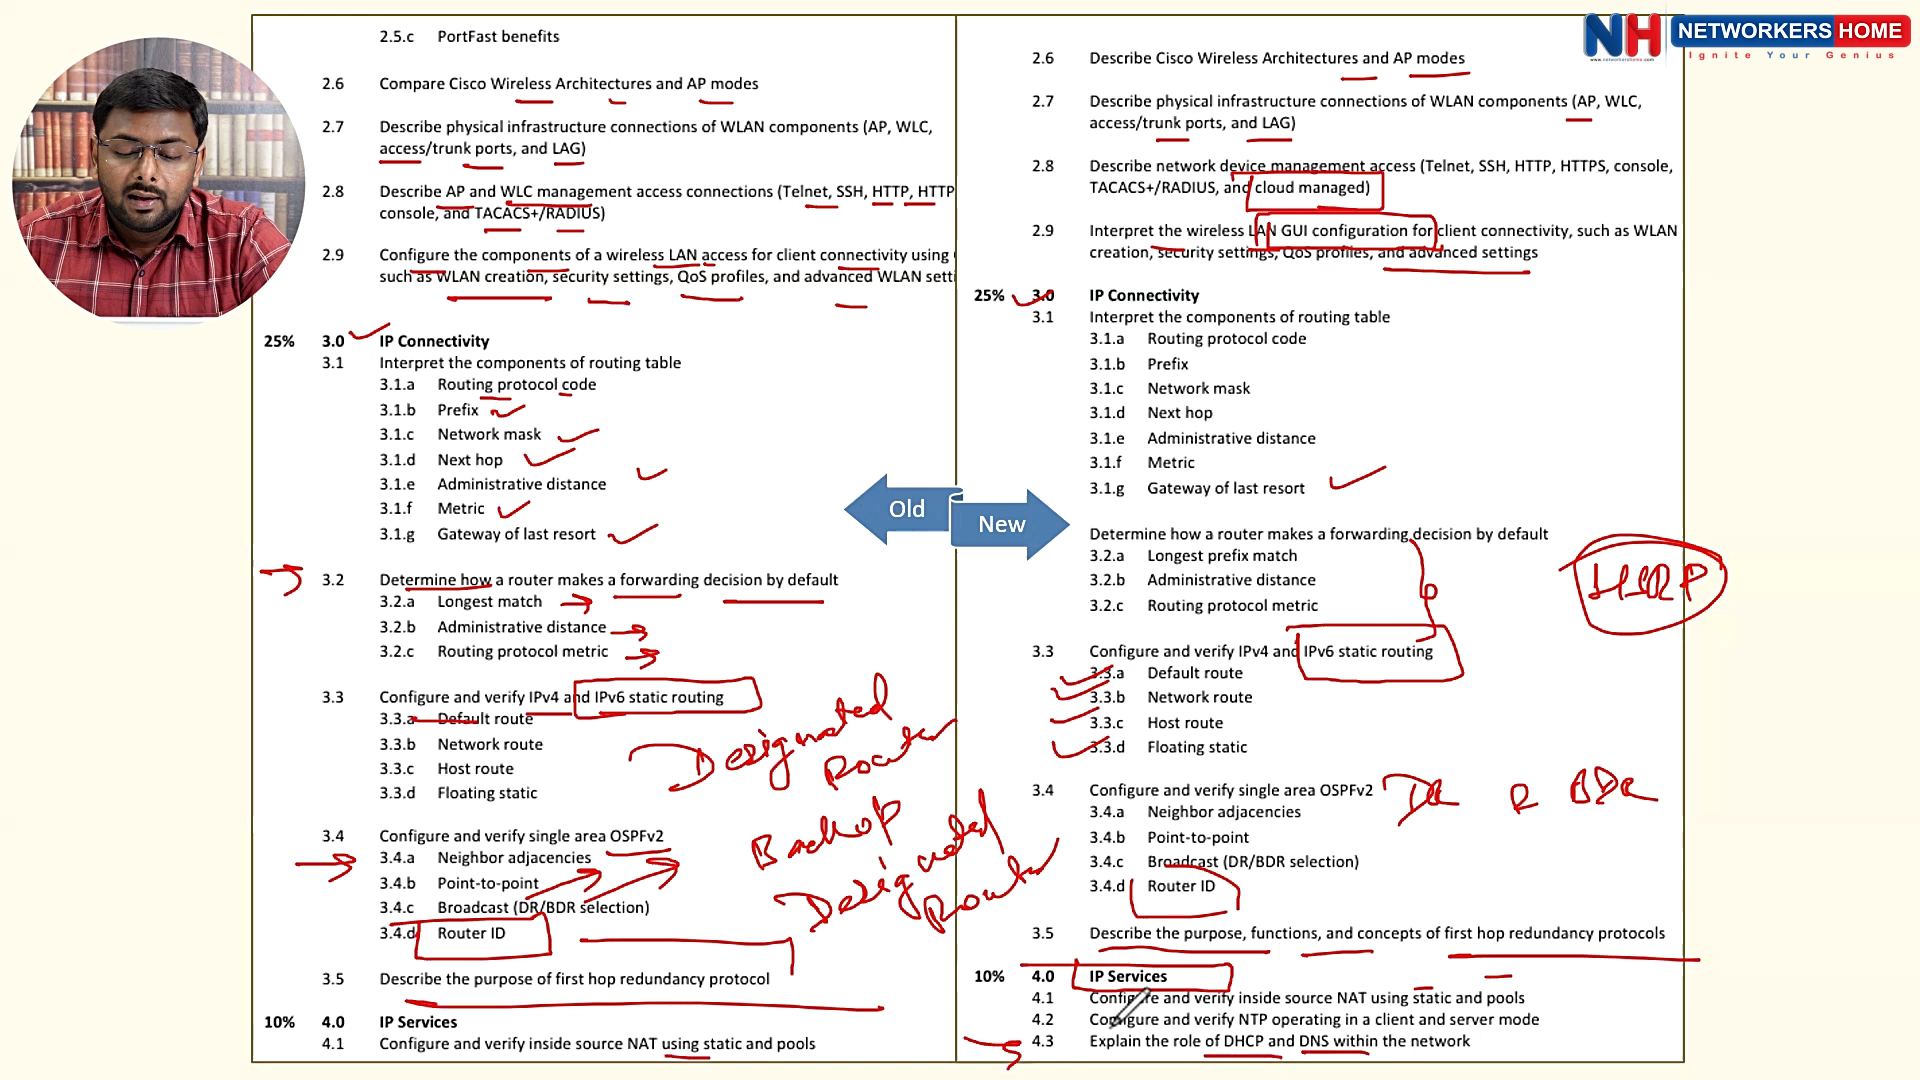 2.5.c PortFast benefits
2.6 Compare Cisco Wireless Architectures and AP modes
2.7 Describe physical infrastructure connections of WLAN components (AP, WLC,
access/trunk ports, and LAG)
2.8 Describe AP and WLC management access connections (Telnet, SSH, HTTP, HTTP
console, and TACACS+/RADIUS)
2.9 Configure the components of a wireless LAN access for client connectivity using
such as WLAN creation, security settings, QoS profiles, and advanced WLAN setti
25% 3.0 IP Connectivity
3.1 Interpret the components of routing table
3.1.a Routing protocol code
3.1.b Prefix
3.1.c Network mask
3.1.d Next hop
3.1.e Administrative distance
3.1.f Metric
3.1.g Gateway of last resort
3.2 Determine how a router makes a forwarding decision by default
3.2.a Longest match
3.2.b Administrative distance
3.2.c Routing protocol metric
3.3 Configure and verify IPv4 and IPv6 static routing
3.3.a Default route
3.3.b Network route
3.3.c Host route
3.3.d Floating static
3.4 Configure and verify single area OSPFv2
3.4.a Neighbor adjacencies
3.4.b Point-to-point
3.4.c Broadcast (DR/BDR selection)
3.4.d Router ID
3.5 Describe the purpose of first hop redundancy protocol
10% 4.0 IP Services
4.1 Configure and verify inside source NAT using static and pools
Designated
Router
Backup
Designated
Router
Old
New
2.6 Describe Cisco Wireless Architectures and AP modes
2.7 Describe physical infrastructure connections of WLAN components (AP, WLC,
access/trunk ports, and LAG)
2.8 Describe network device management access (Telnet, SSH, HTTP, HTTPS, console,
TACACS+/RADIUS, and cloud managed)
2.9 Interpret the wireless LAN GUI configuration for client connectivity, such as WLAN
creation, security settings, QoS profiles, and advanced settings
25% 3.0 IP Connectivity
3.1 Interpret the components of routing table
3.1.a Routing protocol code
3.1.b Prefix
3.1.c Network mask
3.1.d Next hop
3.1.e Administrative distance
3.1.f Metric
3.1.g Gateway of last resort
Determine how a router makes a forwarding decision by default
3.2.a Longest prefix match
3.2.b Administrative distance
3.2.c Routing protocol metric
3.3 Configure and verify IPv4 and IPv6 static routing
3.3.a Default route
3.3.b Network route
3.3.c Host route
3.3.d Floating static
3.4 Configure and verify single area OSPFv2
DR R BDR
3.4.a Neighbor adjacencies
3.4.b Point-to-point
3.4.c Broadcast (DR/BDR selection)
3.4.d Router ID
3.5 Describe the purpose, functions, and concepts of first hop redundancy protocols
10% 4.0 IP Services
4.1 Configure and verify inside source NAT using static and pools
4.2 Configure and verify NTP operating in a client and server mode
4.3 Explain the role of DHCP and DNS within the network
NH NETWORKERS HOME
www.networkershome.com
Ignite Your Genius